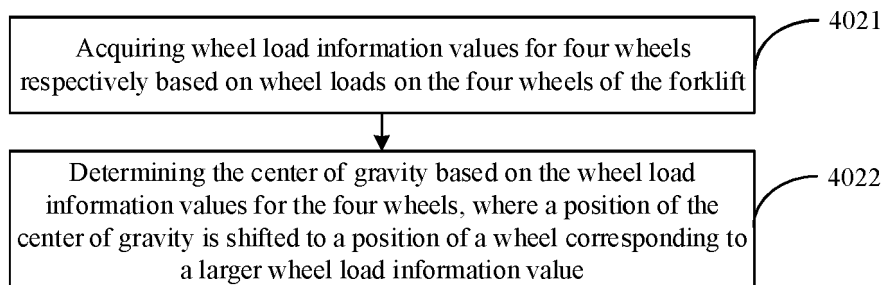 Acquiring wheel load information values for four wheels
respectively based on wheel loads on the four wheels of the forklift
4021
Determining the center of gravity based on the wheel load
information values for the four wheels, where a position of the
center of gravity is shifted to a position of a wheel corresponding to
a larger wheel load information value
4022